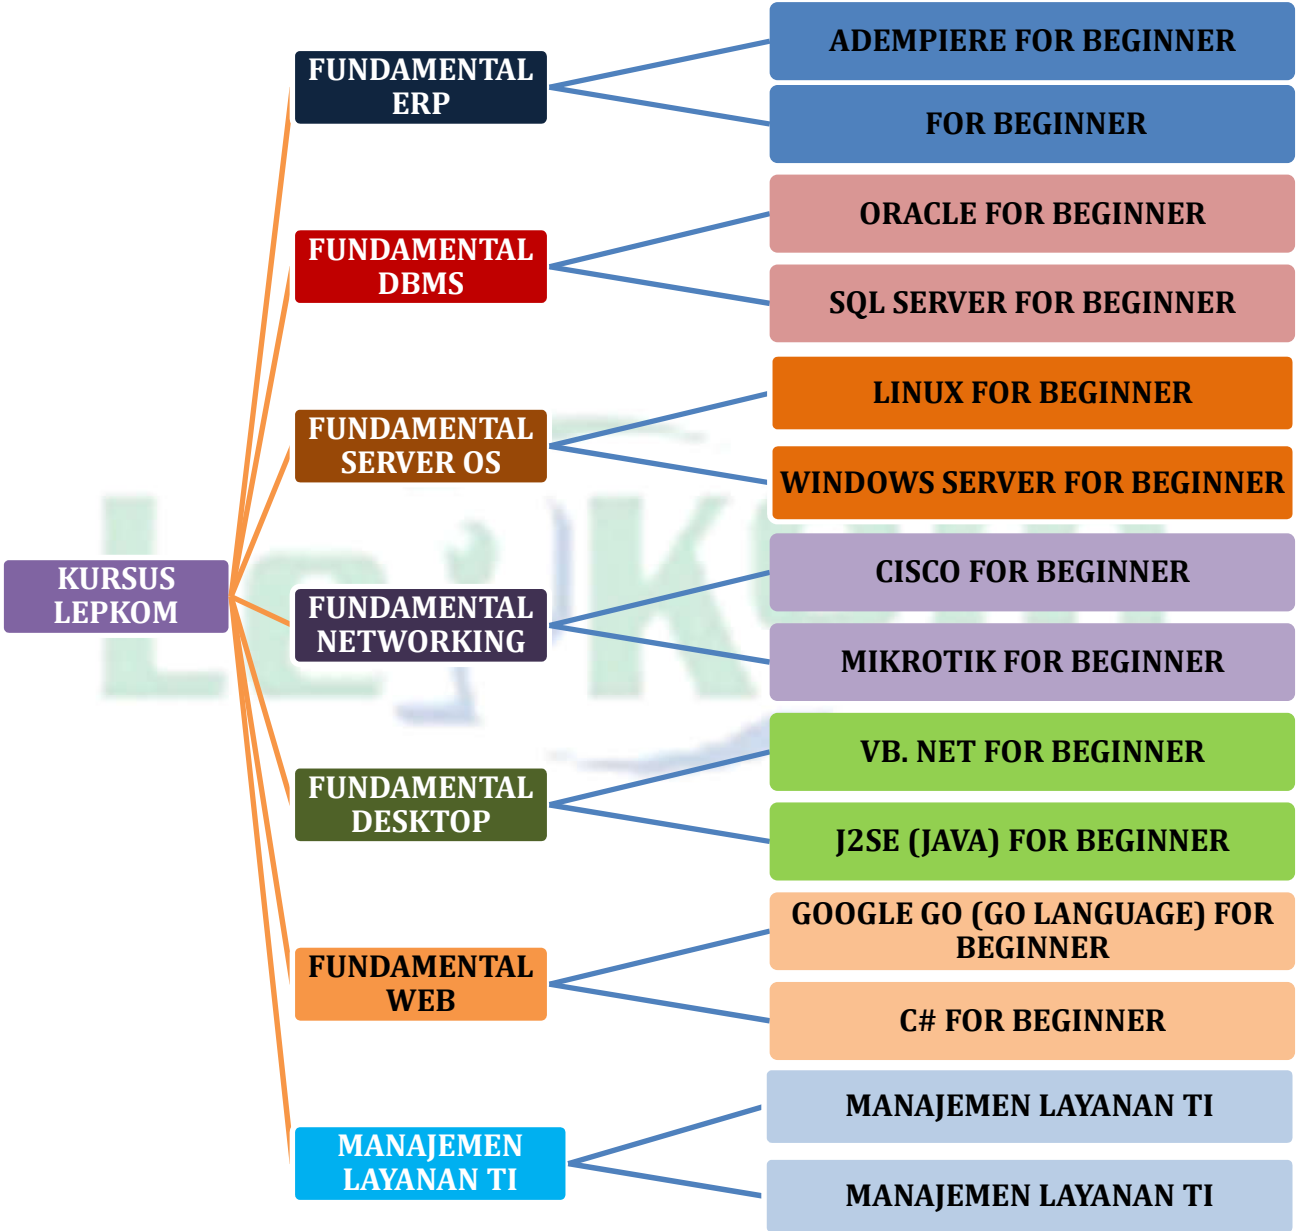 KURSUS
LEPKOM
FUNDAMENTAL
ERP
ADEMPIERE FOR BEGINNER
FOR BEGINNER
FUNDAMENTAL
DBMS
ORACLE FOR BEGINNER
SQL SERVER FOR BEGINNER
FUNDAMENTAL
SERVER OS
LINUX FOR BEGINNER
WINDOWS SERVER FOR BEGINNER
FUNDAMENTAL
NETWORKING
CISCO FOR BEGINNER
MIKROTIK FOR BEGINNER
FUNDAMENTAL
DESKTOP
VB. NET FOR BEGINNER
J2SE (JAVA) FOR BEGINNER
FUNDAMENTAL
WEB
GOOGLE GO (GO LANGUAGE) FOR
BEGINNER
C# FOR BEGINNER
MANAJEMEN
LAYANAN TI
MANAJEMEN LAYANAN TI
MANAJEMEN LAYANAN TI